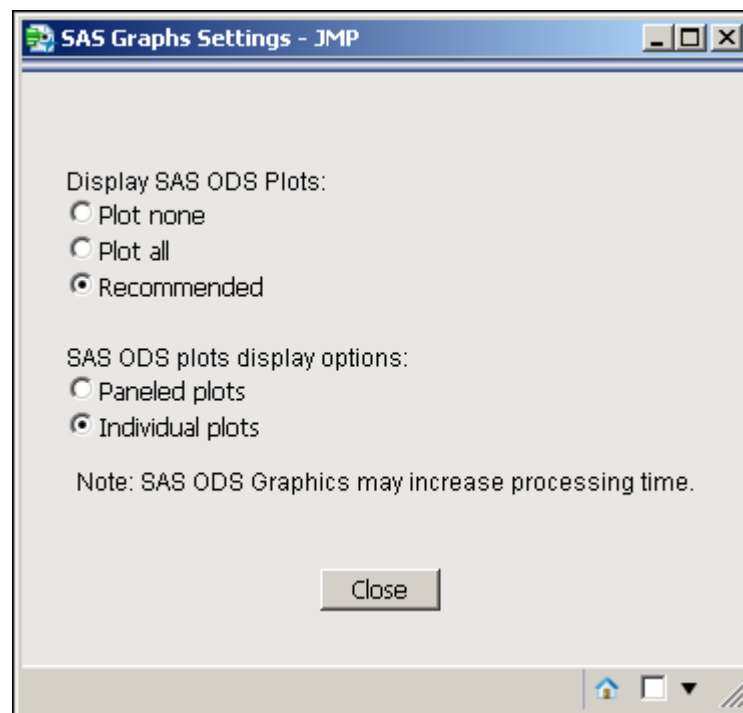 SAS Graphs Settings - JMP
Display SAS ODS Plots:
Plot none
Plot all
Recommended
SAS ODS plots display options:
Paneled plots
Individual plots
Note: SAS ODS Graphics may increase processing time.
Close